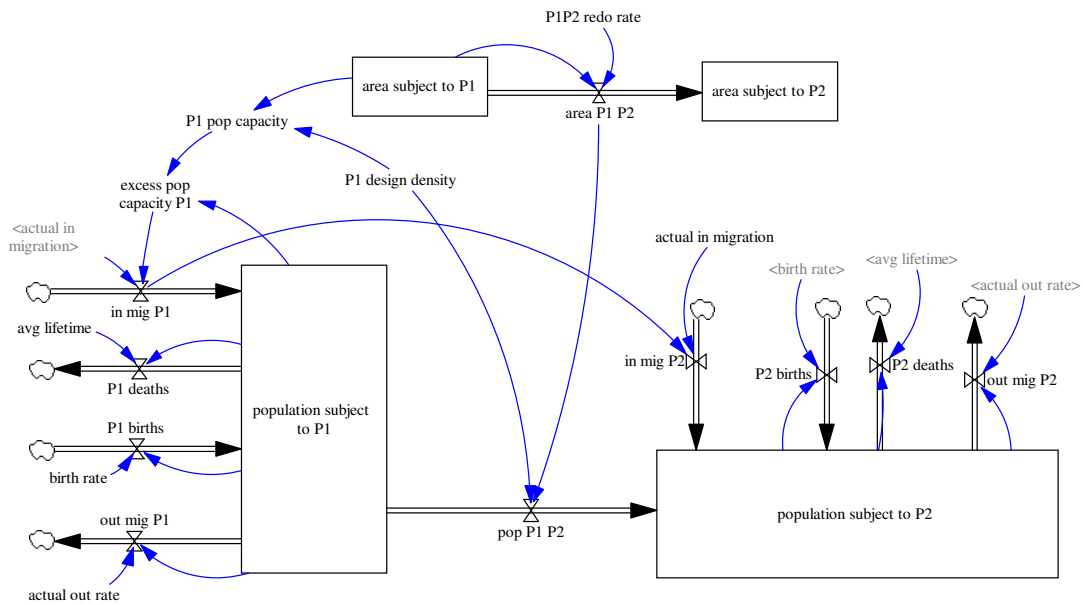 P1P2 redo rate
area subject to P1
area subject to P2
area P1 P2
P1 pop capacity
P1 design density
excess pop
capacity P1
<actual in
migration>
actual in migration
<birth rate>
<avg lifetime>
<actual out rate>
in mig P1
avg lifetime
P1 deaths
in mig P2
P2 births
P2 deaths
out mig P2
population subject
to P1
P1 births
birth rate
out mig P1
pop P1 P2
population subject to P2
actual out rate